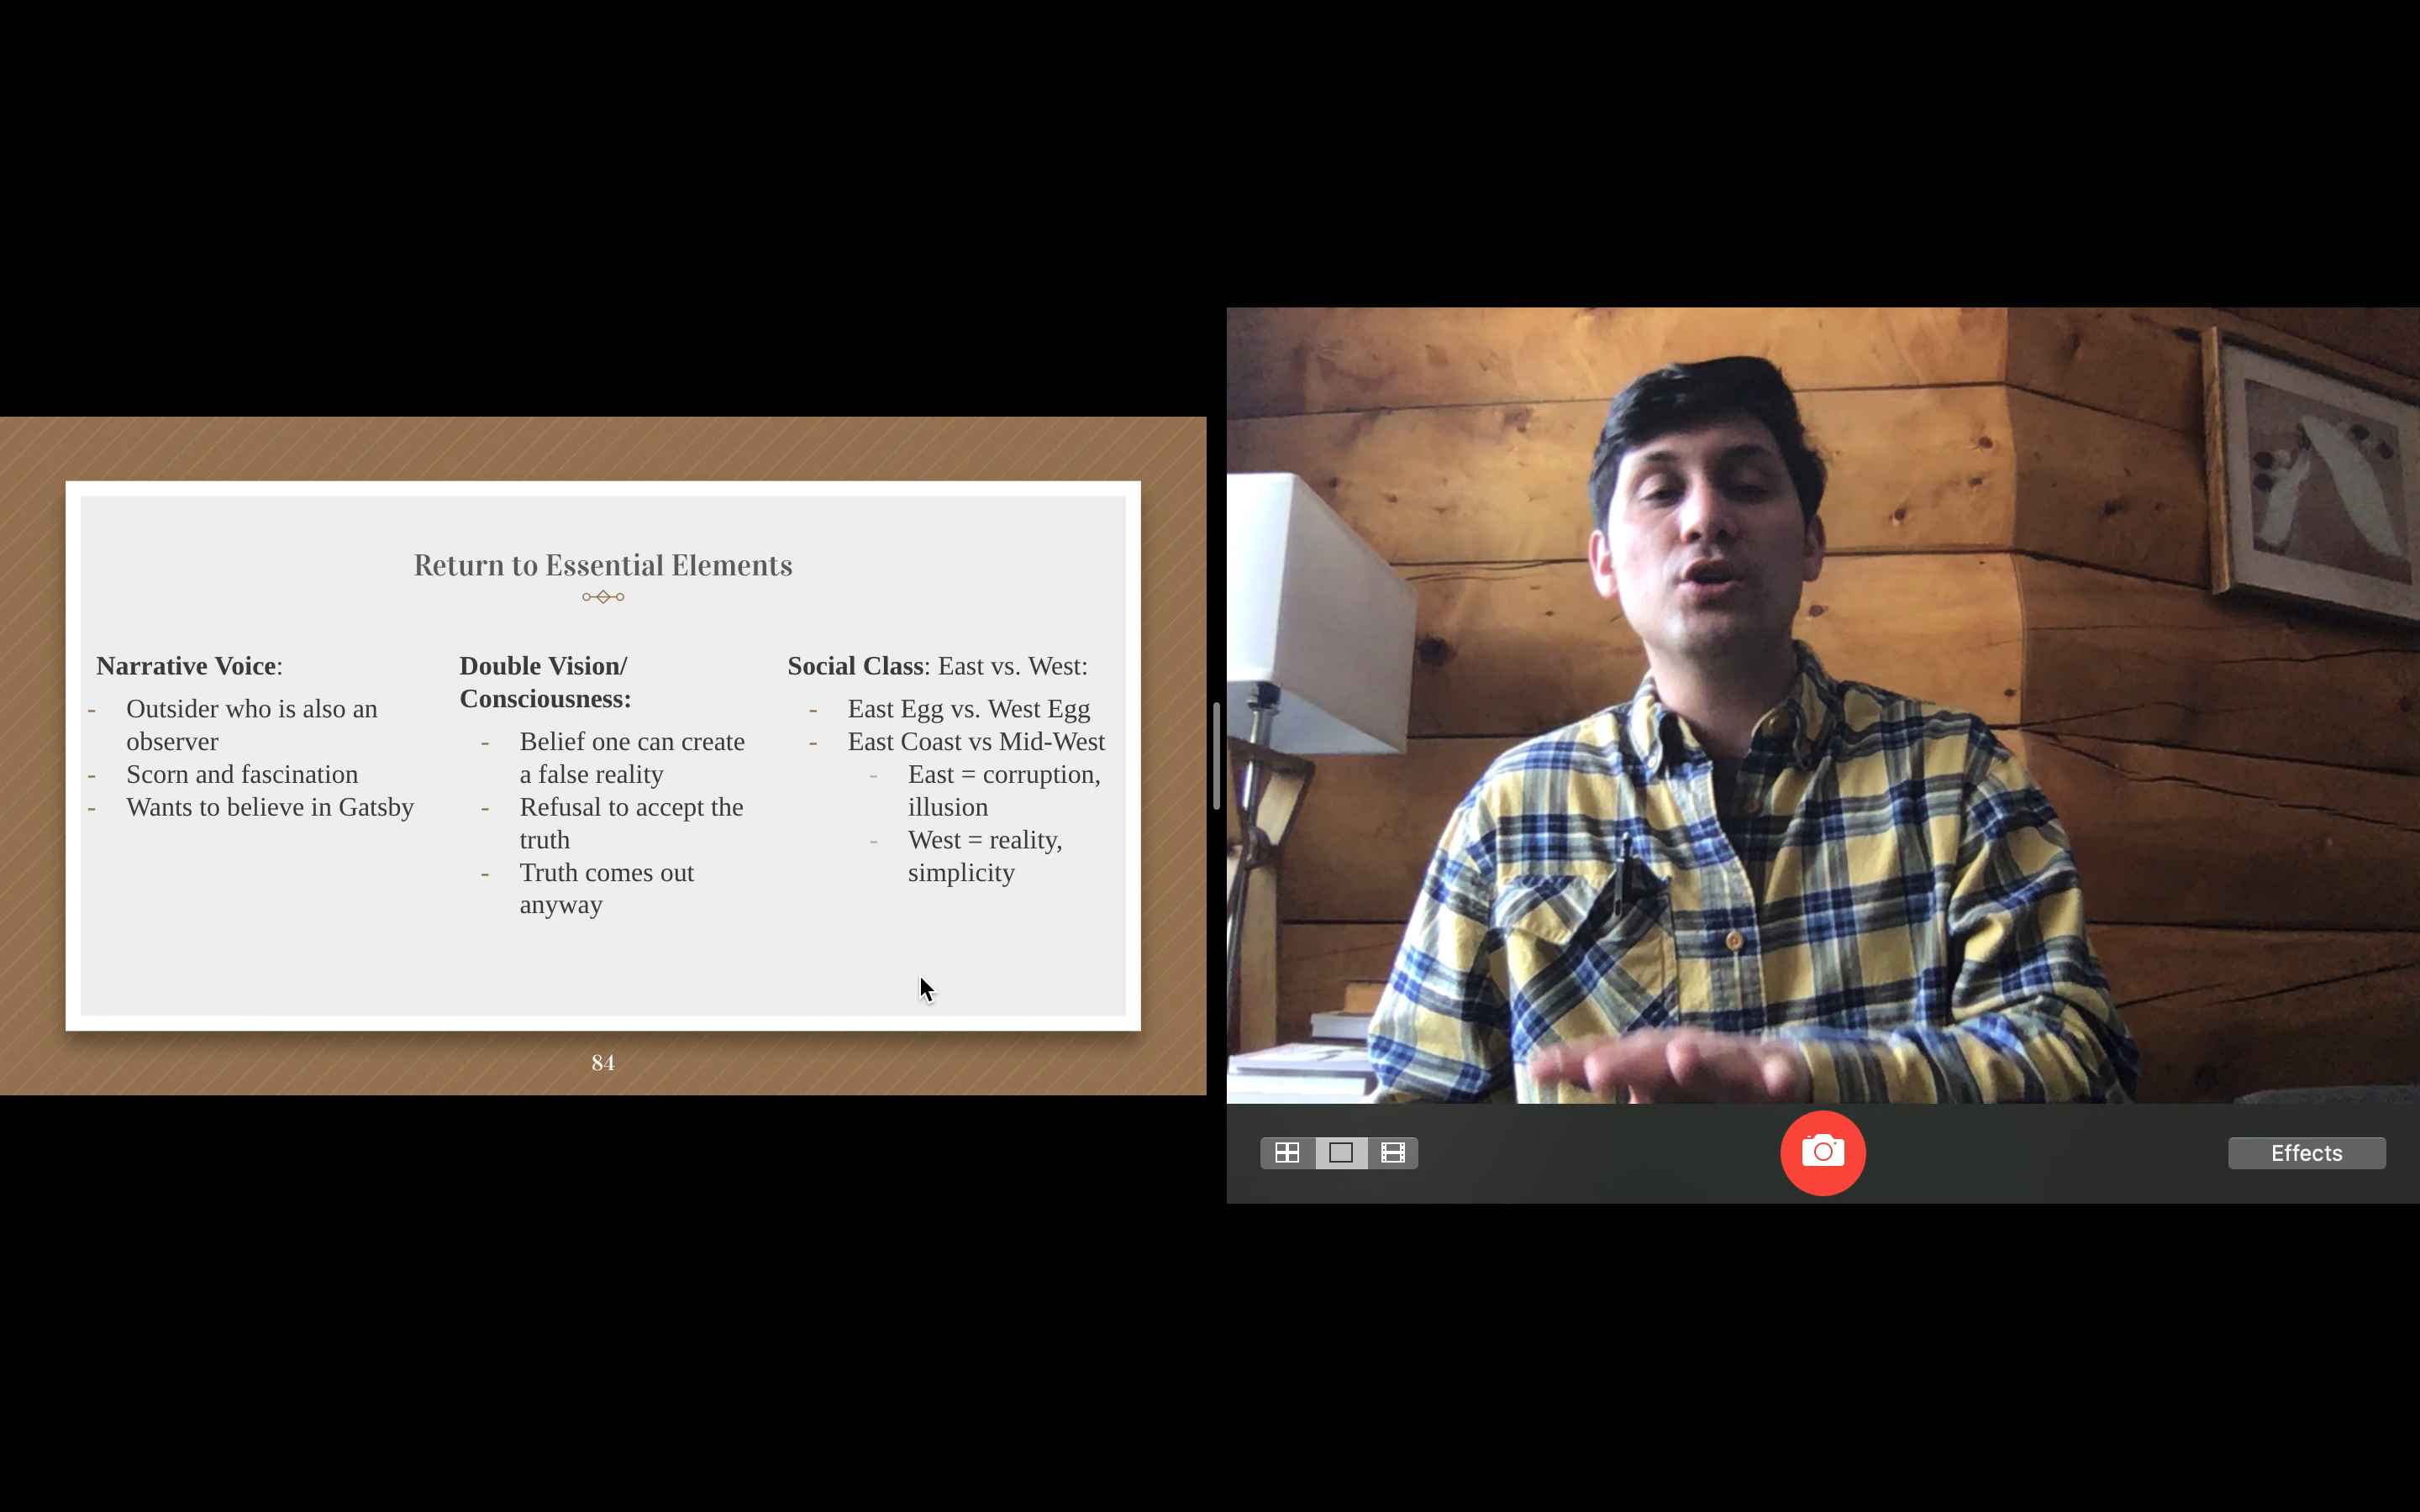 Return to Essential Elements
Narrative Voice:
- Outsider who is also an
observer
- Scorn and fascination
- Wants to believe in Gatsby
Double Vision/
Consciousness:
- Belief one can create
a false reality
- Refusal to accept the
truth
- Truth comes out
anyway
Social Class: East vs. West:
- East Egg vs. West Egg
- East Coast vs Mid-West
- East = corruption,
illusion
- West = reality,
simplicity
84
Effects